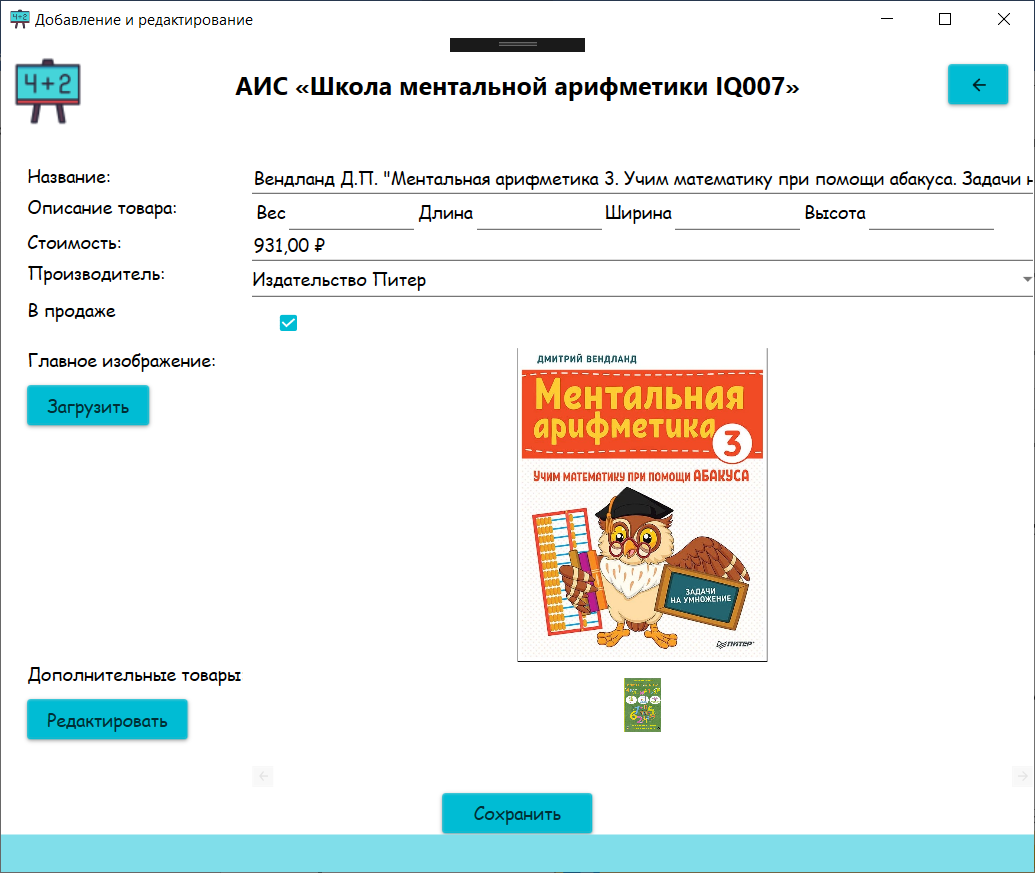 Добавление и редактирование
4+2
АИС «Школа ментальной арифметики IQ007»
Название:
Вендланд Д.П. "Ментальная арифметика 3. Учим математику при помощи абакуса. Задачи
Описание товара:
Вес Длина Ширина Высота
Стоимость:
931,00 ₽
Производитель:
Издательство Питер
В продаже
Главное изображение:
Загрузить
ДМИТРИЙ ВЕНДЛАНД
Ментальная
арифметика
3
Учим математику при помощи АБАКУСА
ЗАДАЧИ
НА УМНОЖЕНИЕ
ПИТЕР
Дополнительные товары
Редактировать
Сохранить